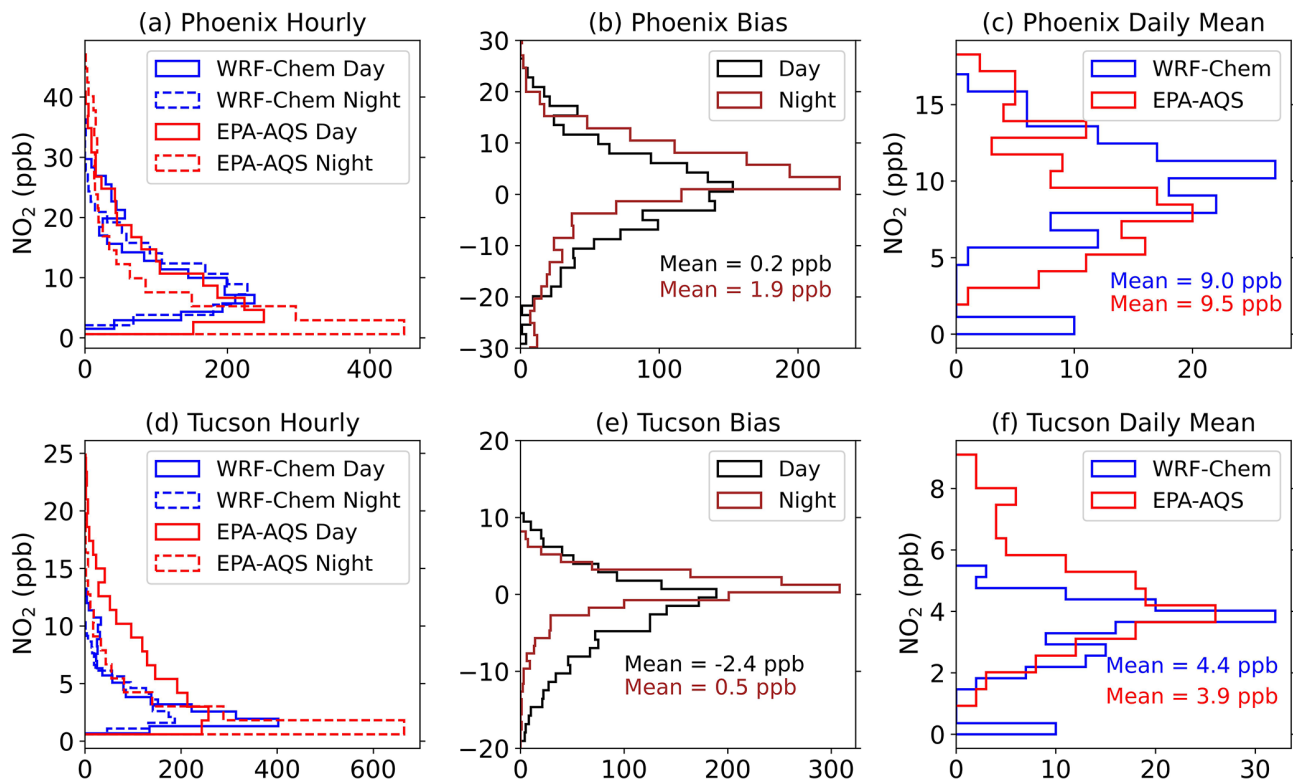 (a) Phoenix Hourly
NO₂ (ppb)
40
30
20
10
0
0 200 400
WRF-Chem Day
WRF-Chem Night
EPA-AQS Day
EPA-AQS Night
(b) Phoenix Bias
30
20
10
0
−10
−20
−30
0 100 200
Day
Night
Mean = 0.2 ppb
Mean = 1.9 ppb
(c) Phoenix Daily Mean
NO₂ (ppb)
15
10
5
0
0 10 20
WRF-Chem
EPA-AQS
Mean = 9.0 ppb
Mean = 9.5 ppb
(d) Tucson Hourly
NO₂ (ppb)
25
20
15
10
5
0
0 200 400 600
WRF-Chem Day
WRF-Chem Night
EPA-AQS Day
EPA-AQS Night
(e) Tucson Bias
20
10
0
−10
−20
0 100 200 300
Day
Night
Mean = -2.4 ppb
Mean = 0.5 ppb
(f) Tucson Daily Mean
NO₂ (ppb)
8
6
4
2
0
0 10 20 30
WRF-Chem
EPA-AQS
Mean = 4.4 ppb
Mean = 3.9 ppb